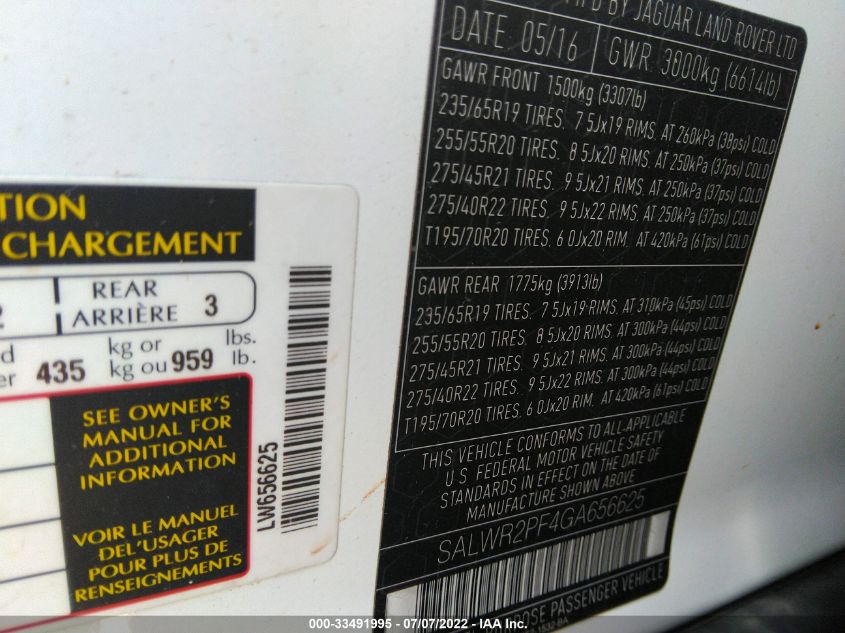 TION
CHARGEMENT
2 REAR ARRIÈRE 3
435 kg or kg ou 959 lbs. lb.
SEE OWNER'S
MANUAL FOR
ADDITIONAL
INFORMATION
VOIR LE MANUEL
DEL'USAGER
POUR PLUS DE
RENSEIGNEMENTS
LW656625
BY JAGUAR LAND ROVER LTD
DATE 05/16 GWR 3000kg (6614lb)
GAWR FRONT 1500kg (3307lb)
235/65R19 TIRES. 7 5Jx19 RIMS. AT 260kPa (38psi) COLD
255/55R20 TIRES. 8 5Jx20 RIMS. AT 250kPa (37psi) COLD
275/45R21 TIRES. 9 5Jx21 RIMS. AT 250kPa (37psi) COLD
275/40R22 TIRES. 9 5Jx22 RIMS. AT 250kPa (37psi) COLD
T195/70R20 TIRES. 6 0Jx20 RIM. AT 420kPa (61psi) COLD
GAWR REAR 1775kg (3913lb)
235/65R19 TIRES. 7 5Jx19 RIMS. AT 310kPa (45psi) COLD
255/55R20 TIRES. 8 5Jx20 RIMS. AT 300kPa (44psi) COLD
275/45R21 TIRES. 9 5Jx21 RIMS. AT 300kPa (44psi) COLD
275/40R22 TIRES. 9 5Jx22 RIMS. AT 300kPa (44psi) COLD
T195/70R20 TIRES. 6 0Jx20 RIM. AT 420kPa (61psi) COLD
THIS VEHICLE CONFORMS TO ALL APPLICABLE
U S FEDERAL MOTOR VEHICLE SAFETY
STANDARDS IN EFFECT ON THE DATE OF
MANUFACTURE SHOWN ABOVE
SALWR2PF4GA656625
PASSENGER VEHICLE
000-33491995 - 07/07/2022 - IAA Inc.